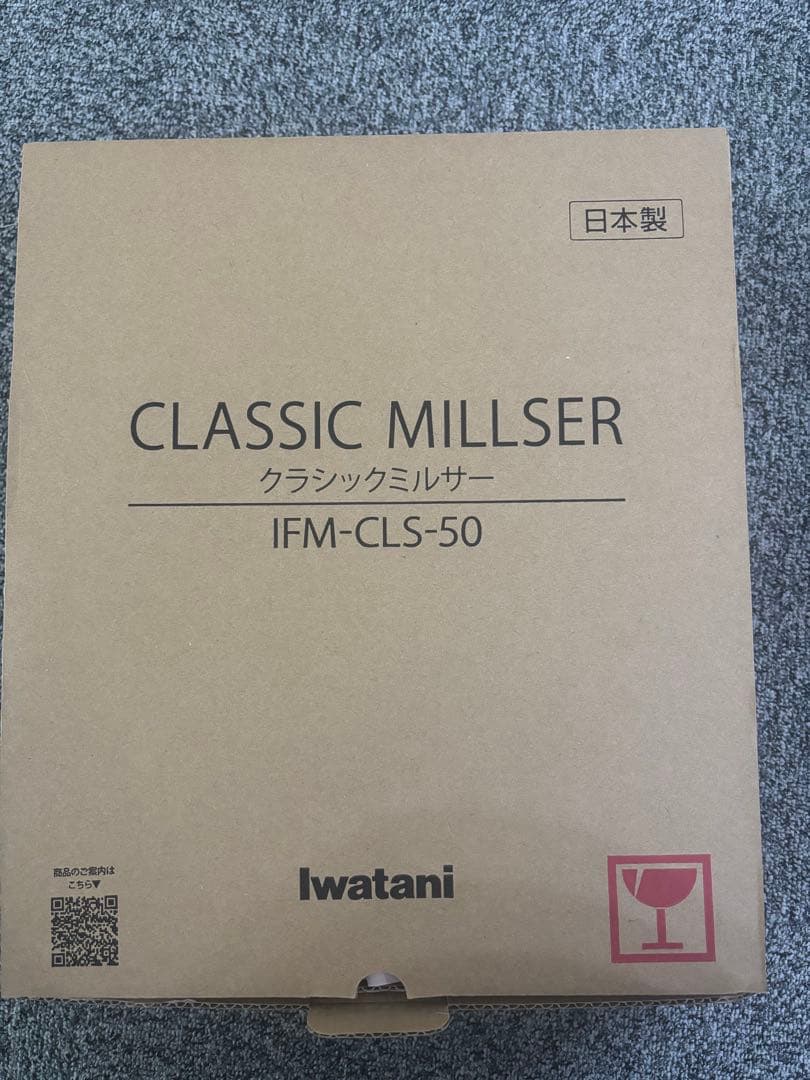 日本製
CLASSIC MILLSER
クラシックミルサー
IFM-CLS-50
商品のご案内は
こちら▼
Iwatani